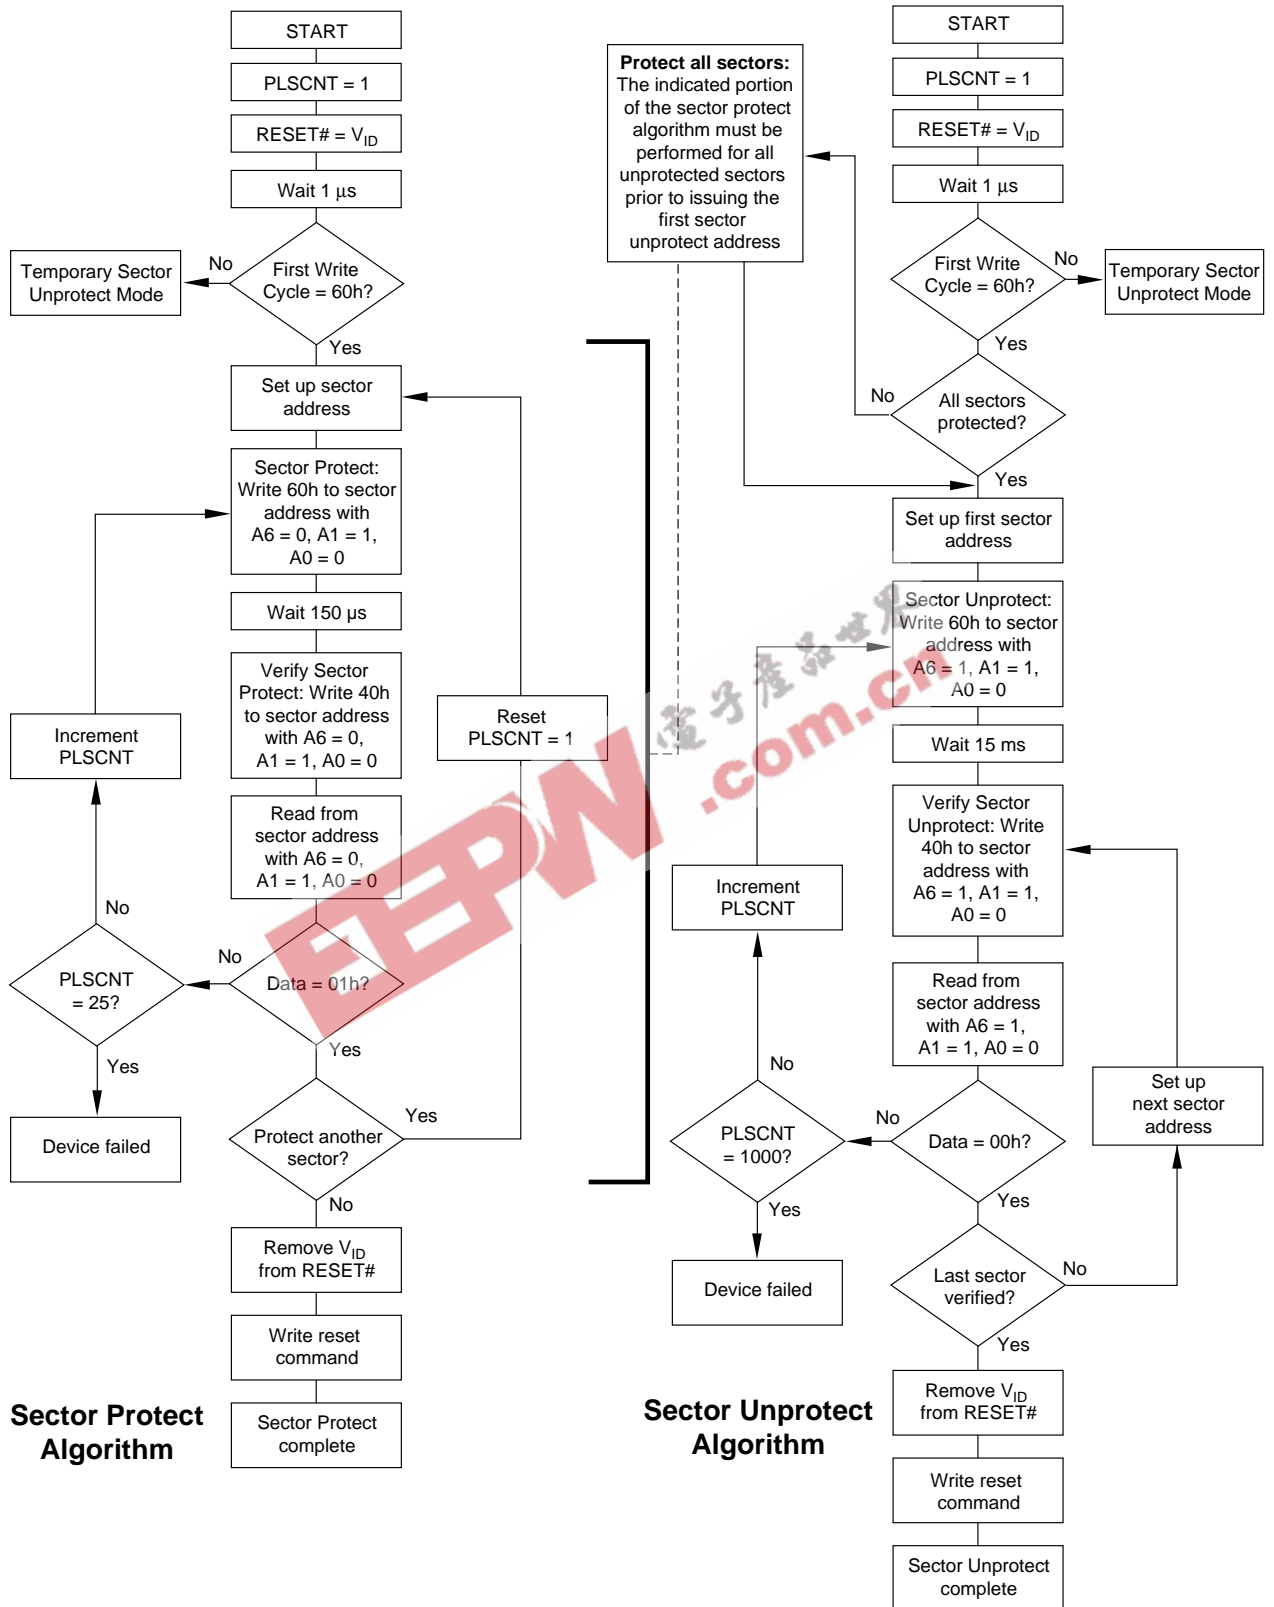 START
PLSCNT = 1
RESET# = VID
Wait 1 μs
First Write
Cycle = 60h?
No
Temporary Sector
Unprotect Mode
Yes
Set up sector
address
Sector Protect:
Write 60h to sector
address with
A6 = 0, A1 = 1,
A0 = 0
Wait 150 µs
Verify Sector
Protect: Write 40h
to sector address
with A6 = 0,
A1 = 1, A0 = 0
Read from
sector address
with A6 = 0,
A1 = 1, A0 = 0
Increment
PLSCNT
No
PLSCNT
= 25?
No
Data = 01h?
Yes
Device failed
Yes
Reset
PLSCNT = 1
Protect another
sector?
Yes
No
Remove VID
from RESET#
Write reset
command
Sector Protect
complete
Sector Protect
Algorithm
Protect all sectors:
The indicated portion
of the sector protect
algorithm must be
performed for all
unprotected sectors
prior to issuing the
first sector
unprotect address
START
PLSCNT = 1
RESET# = VID
Wait 1 μs
First Write
Cycle = 60h?
No
Temporary Sector
Unprotect Mode
Yes
All sectors
protected?
No
Yes
Set up first sector
address
Sector Unprotect:
Write 60h to sector
address with
A6 = 1, A1 = 1,
A0 = 0
Wait 15 ms
Verify Sector
Unprotect: Write
40h to sector
address with
A6 = 1, A1 = 1,
A0 = 0
Read from
sector address
with A6 = 1,
A1 = 1, A0 = 0
Increment
PLSCNT
No
PLSCNT
= 1000?
No
Data = 00h?
Yes
Device failed
Yes
Set up
next sector
address
Last sector
verified?
No
Yes
Remove VID
from RESET#
Write reset
command
Sector Unprotect
complete
Sector Unprotect
Algorithm
EEPW
電子產品世界
.com.cn